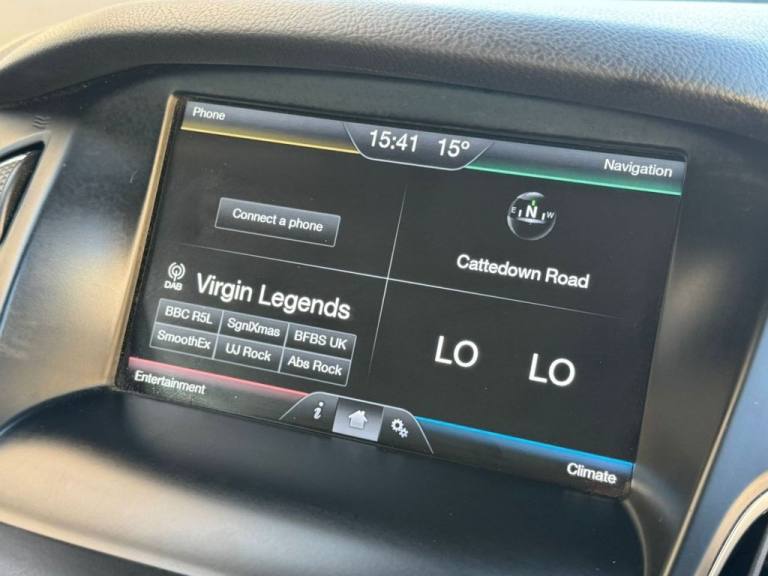 Phone
15:41 15°
Navigation
Connect a phone
E N W
Cattedown Road
DAB
Virgin Legends
BBC R5L SgnlXmas BFBS UK
SmoothEx UJ Rock Abs Rock
LO LO
Entertainment
i
Climate